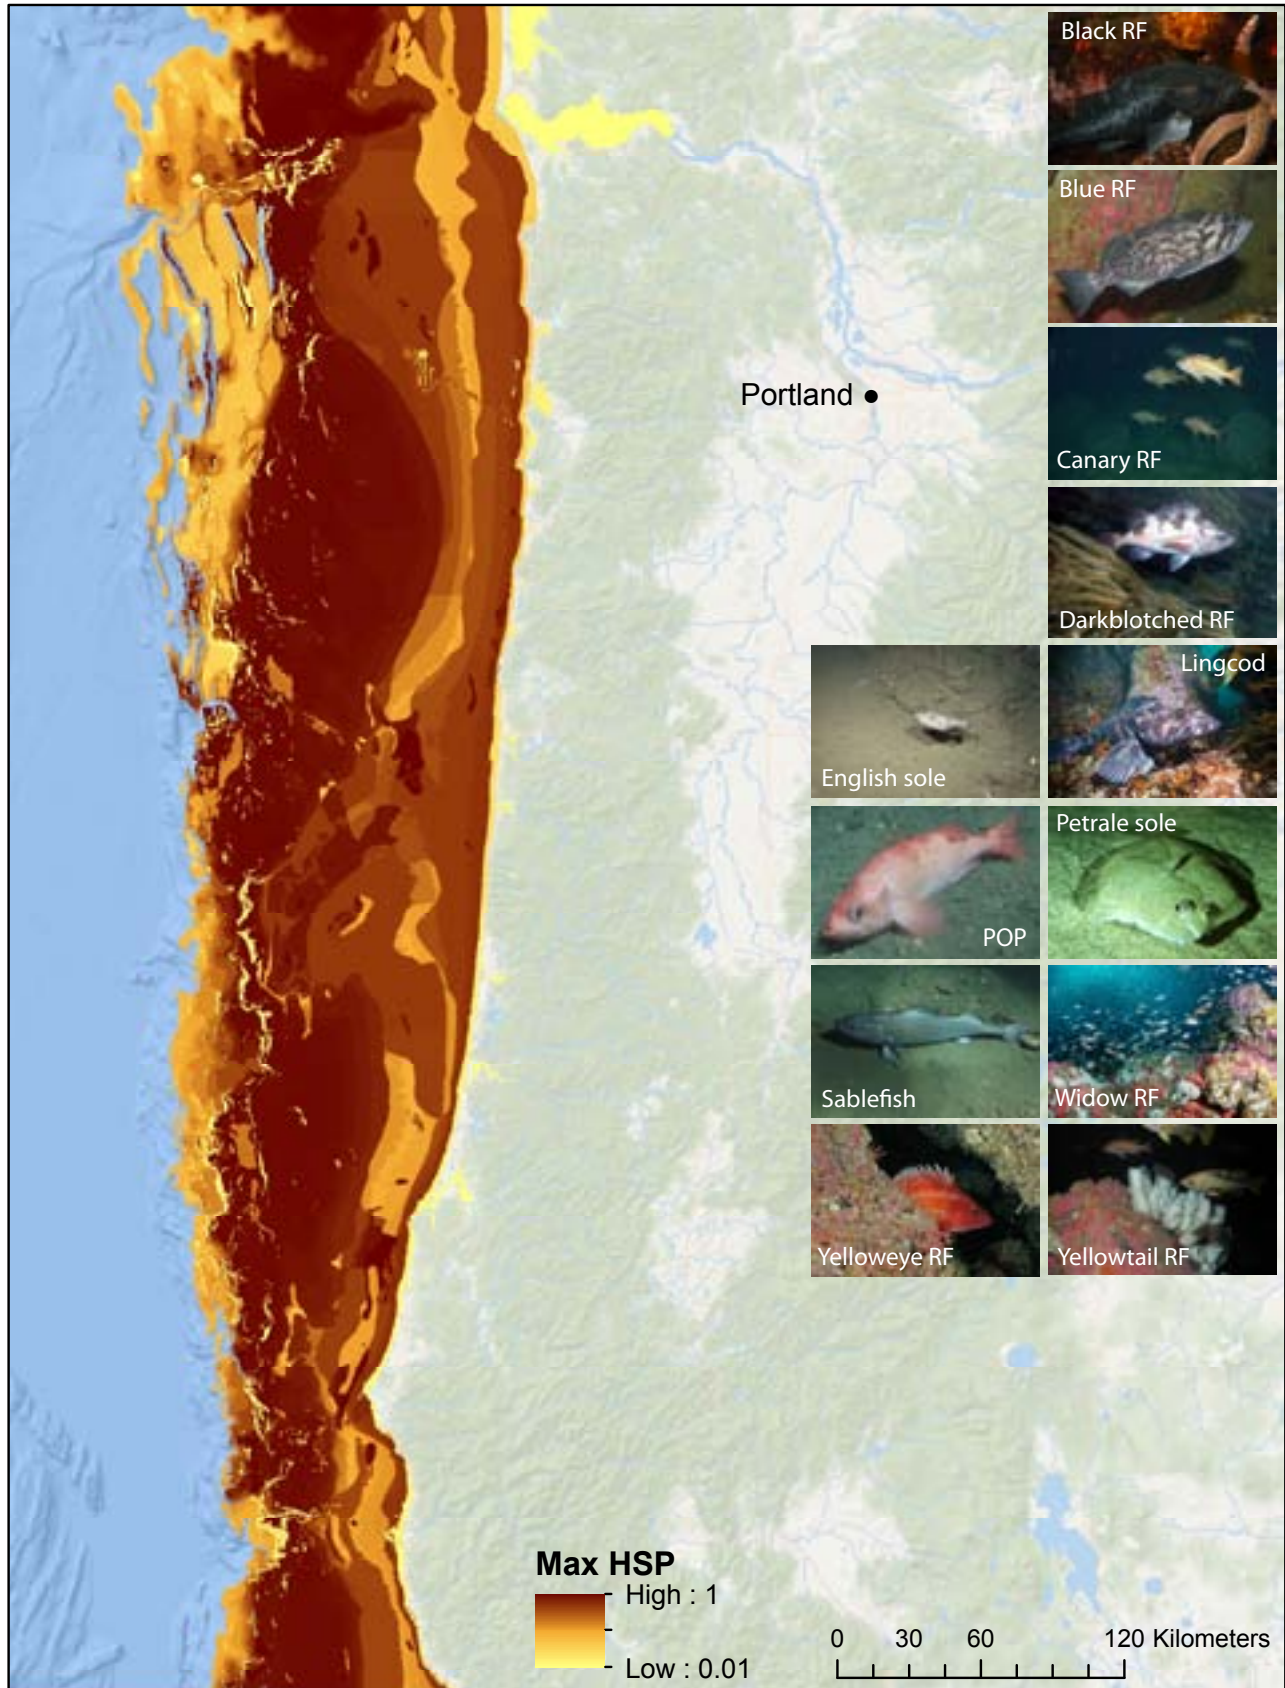 Black RF
Blue RF
Portland
Canary RF
Darkblotched RF
Lingcod
English sole
Petrale sole
POP
Sablefish
Widow RF
Yelloweye RF
Yellowtail RF
Max HSP
High : 1
Low : 0.01
0 30 60 120 Kilometers